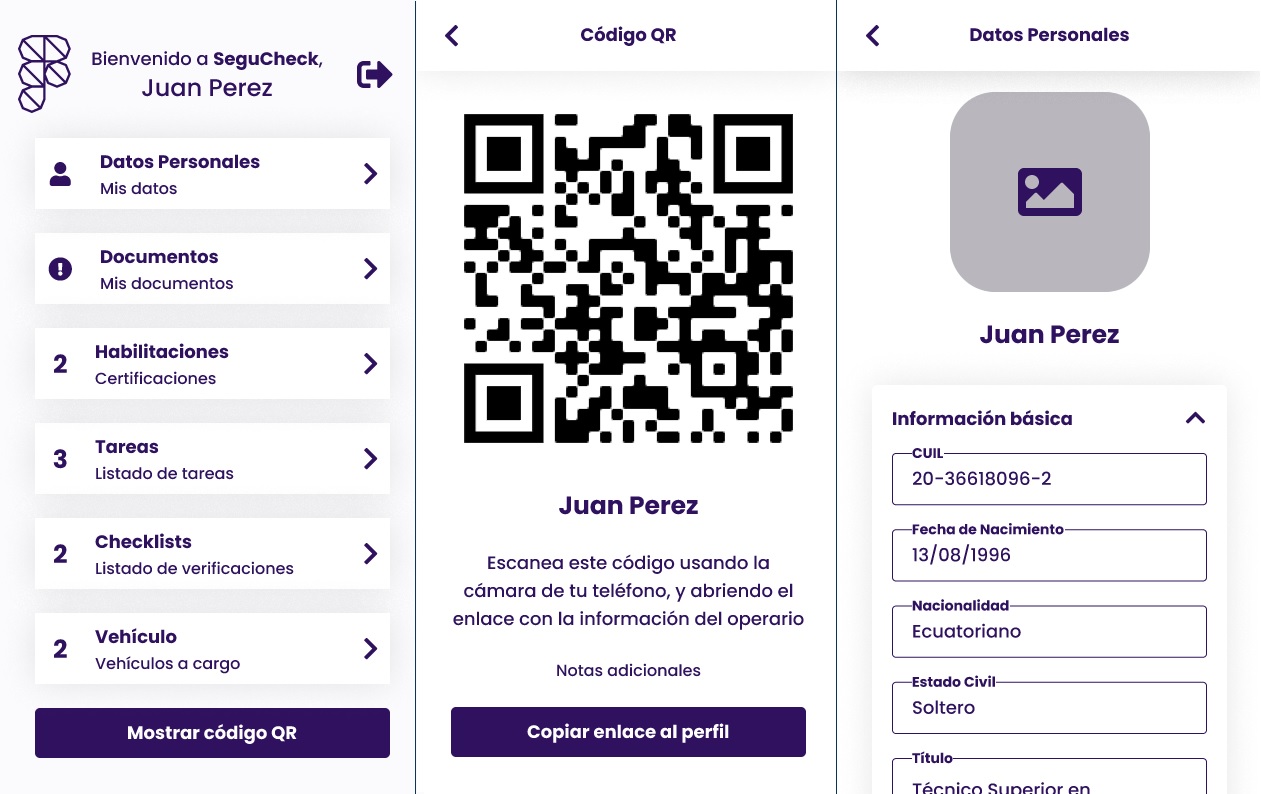 Bienvenido a SeguCheck,
Juan Perez
Datos Personales
Mis datos
Documentos
Mis documentos
2
Habilitaciones
Certificaciones
3
Tareas
Listado de tareas
2
Checklists
Listado de verificaciones
2
Vehículo
Vehículos a cargo
Mostrar código QR
Código QR
Juan Perez
Escanea este código usando la
cámara de tu teléfono, y abriendo el
enlace con la información del operario
Notas adicionales
Copiar enlace al perfil
Datos Personales
Juan Perez
Información básica
CUIL
20-36618096-2
Fecha de Nacimiento
13/08/1996
Nacionalidad
Ecuatoriano
Estado Civil
Soltero
Título
Técnico Superior en